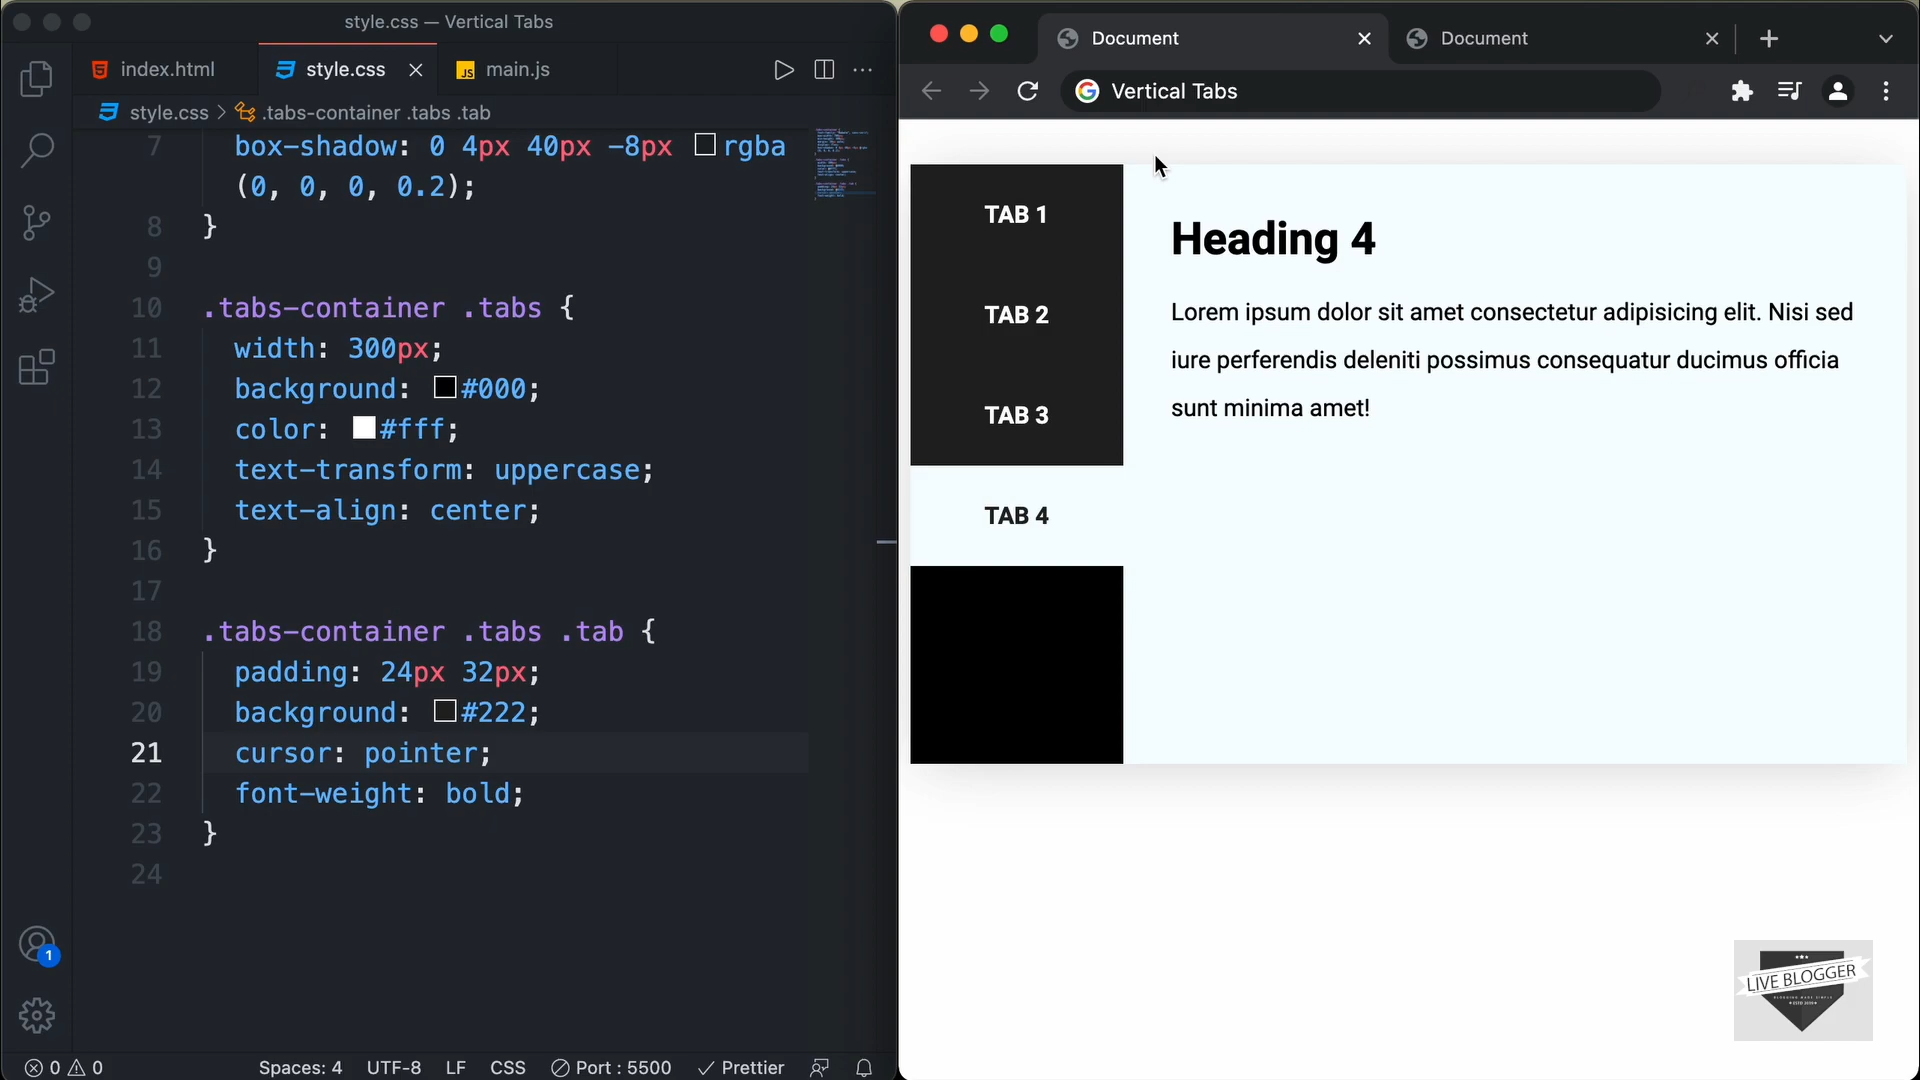 style.css — Vertical Tabs
index.html
style.css
JS main.js
style.css > .tabs-container .tabs .tab
7 box-shadow: 0 4px 40px -8px rgba
(0, 0, 0, 0.2);
8 }
9
10 .tabs-container .tabs {
11 width: 300px;
12 background: #000;
13 color: #fff;
14 text-transform: uppercase;
15 text-align: center;
16 }
17
18 .tabs-container .tabs .tab {
19 padding: 24px 32px;
20 background: #222;
21 cursor: pointer;
22 font-weight: bold;
23 }
24
1
0 0
Spaces: 4
UTF-8
LF
CSS
Port : 5500
Prettier
Document
Document
Vertical Tabs
TAB 1
TAB 2
TAB 3
TAB 4
Heading 4
Lorem ipsum dolor sit amet consectetur adipisicing elit. Nisi sed
iure perferendis deleniti possimus consequatur ducimus officia
sunt minima amet!
LIVE BLOGGER